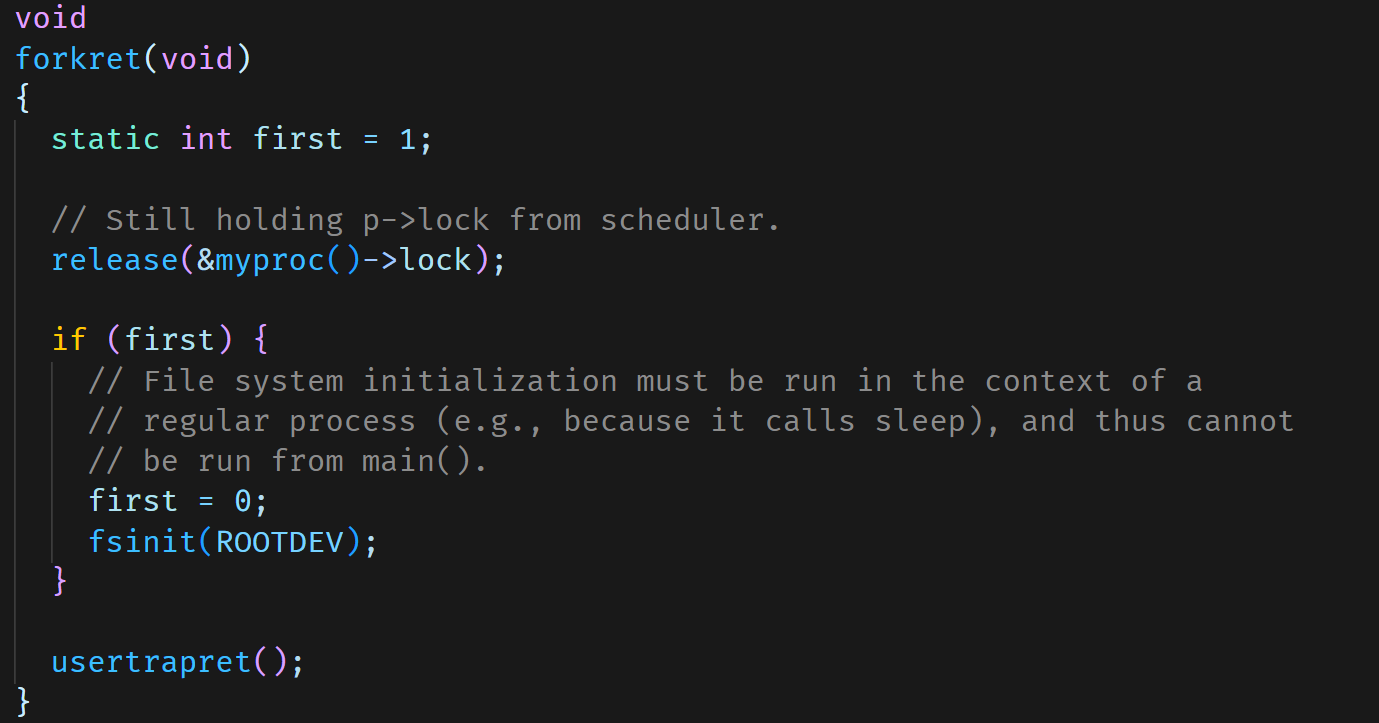 void
forkret(void)
{
  static int first = 1;

  // Still holding p->lock from scheduler.
  release(&myproc()->lock);

  if (first) {
    // File system initialization must be run in the context of a
    // regular process (e.g., because it calls sleep), and thus cannot
    // be run from main().
    first = 0;
    fsinit(ROOTDEV);
  }

  usertrapret();
}